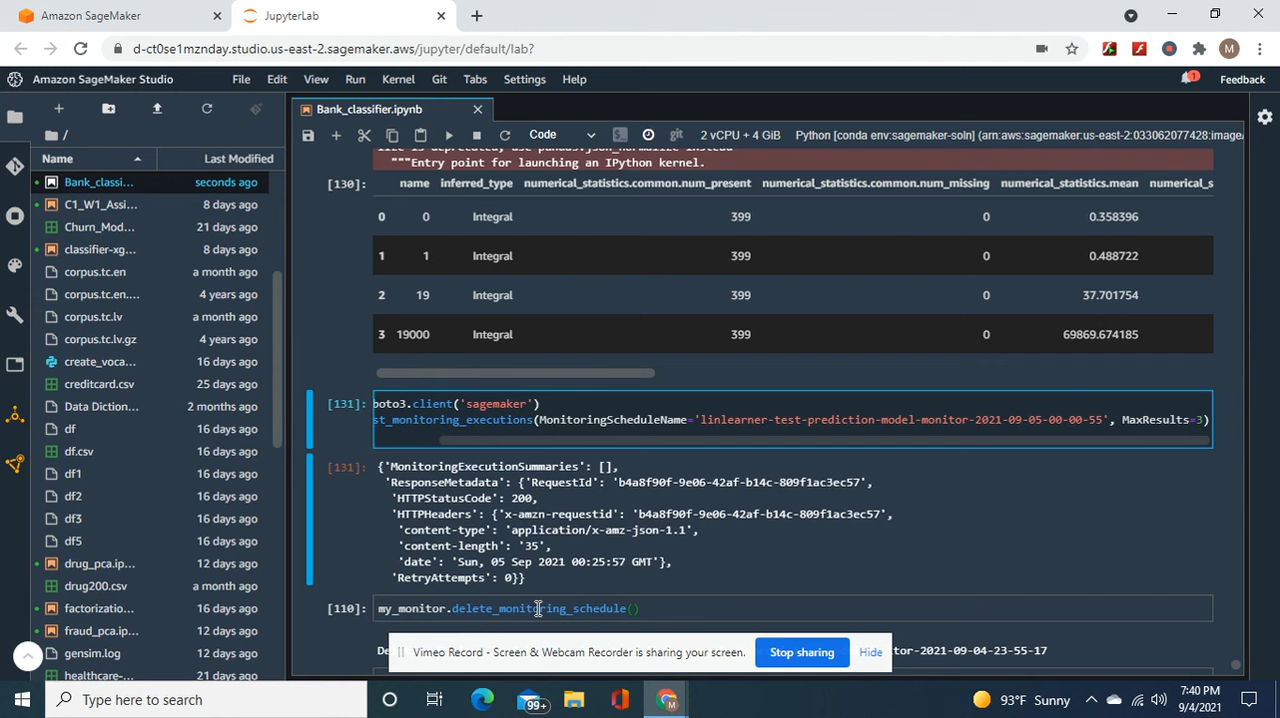 Amazon SageMaker
JupyterLab
d-ct0se1mznday.studio.us-east-2.sagemaker.aws/jupyter/default/lab?
M
Amazon SageMaker Studio
File Edit View Run Kernel Git Tabs Settings Help
1
Feedback
/
Bank_classifier.ipynb
Code
git
2 vCPU + 4 GiB
Python [conda env:sagemaker-soln] (arn:aws:sagemaker:us-east-2:033060077428:image/
Name Last Modified
Bank_classi... seconds ago
C1_W1_Assi... 8 days ago
Churn_Mod... 21 days ago
classifier-xg... 8 days ago
corpus.tc.en a month ago
corpus.tc.en.... 4 years ago
corpus.tc.lv a month ago
corpus.tc.lv.gz 4 years ago
create_voca... 16 days ago
creditcard.csv 25 days ago
Data Diction... 2 months ago
df 16 days ago
df.csv 16 days ago
df1 16 days ago
df2 16 days ago
df3 16 days ago
df5 16 days ago
drug_pca.ip... 12 days ago
drug200.csv a month ago
factorizatio... 12 days ago
fraud_pca.ip... 12 days ago
gensim.log 16 days ago
healthcare-... 21 days ago
is deprecated, use pandas.json_normalize instead
"""Entry point for launching an IPython kernel.
[130]:
name inferred_type numerical_statistics.common.num_present numerical_statistics.common.num_missing numerical_statistics.mean numerical_s
0 0 Integral 399 0 0.358396
1 1 Integral 399 0 0.488722
2 19 Integral 399 0 37.701754
3 19000 Integral 399 0 69869.674185
[131]: boto3.client('sagemaker')
st_monitoring_executions(MonitoringScheduleName='linlearner-test-prediction-model-monitor-2021-09-05-00-00-55', MaxResults=3)
[131]: {'MonitoringExecutionSummaries': [],
'ResponseMetadata': {'RequestId': 'b4a8f90f-9e06-42af-b14c-809f1ac3ec57',
'HTTPStatusCode': 200,
'HTTPHeaders': {'x-amzn-requestid': 'b4a8f90f-9e06-42af-b14c-809f1ac3ec57',
'content-type': 'application/x-amz-json-1.1',
'content-length': '35',
'date': 'Sun, 05 Sep 2021 00:25:57 GMT'},
'RetryAttempts': 0}}
[110]: my_monitor.delete_monitoring_schedule()
De
itor-2021-09-04-23-55-17
Vimeo Record - Screen & Webcam Recorder is sharing your screen.
Stop sharing
Hide
Type here to search
99+
93°F Sunny
7:40 PM
9/4/2021